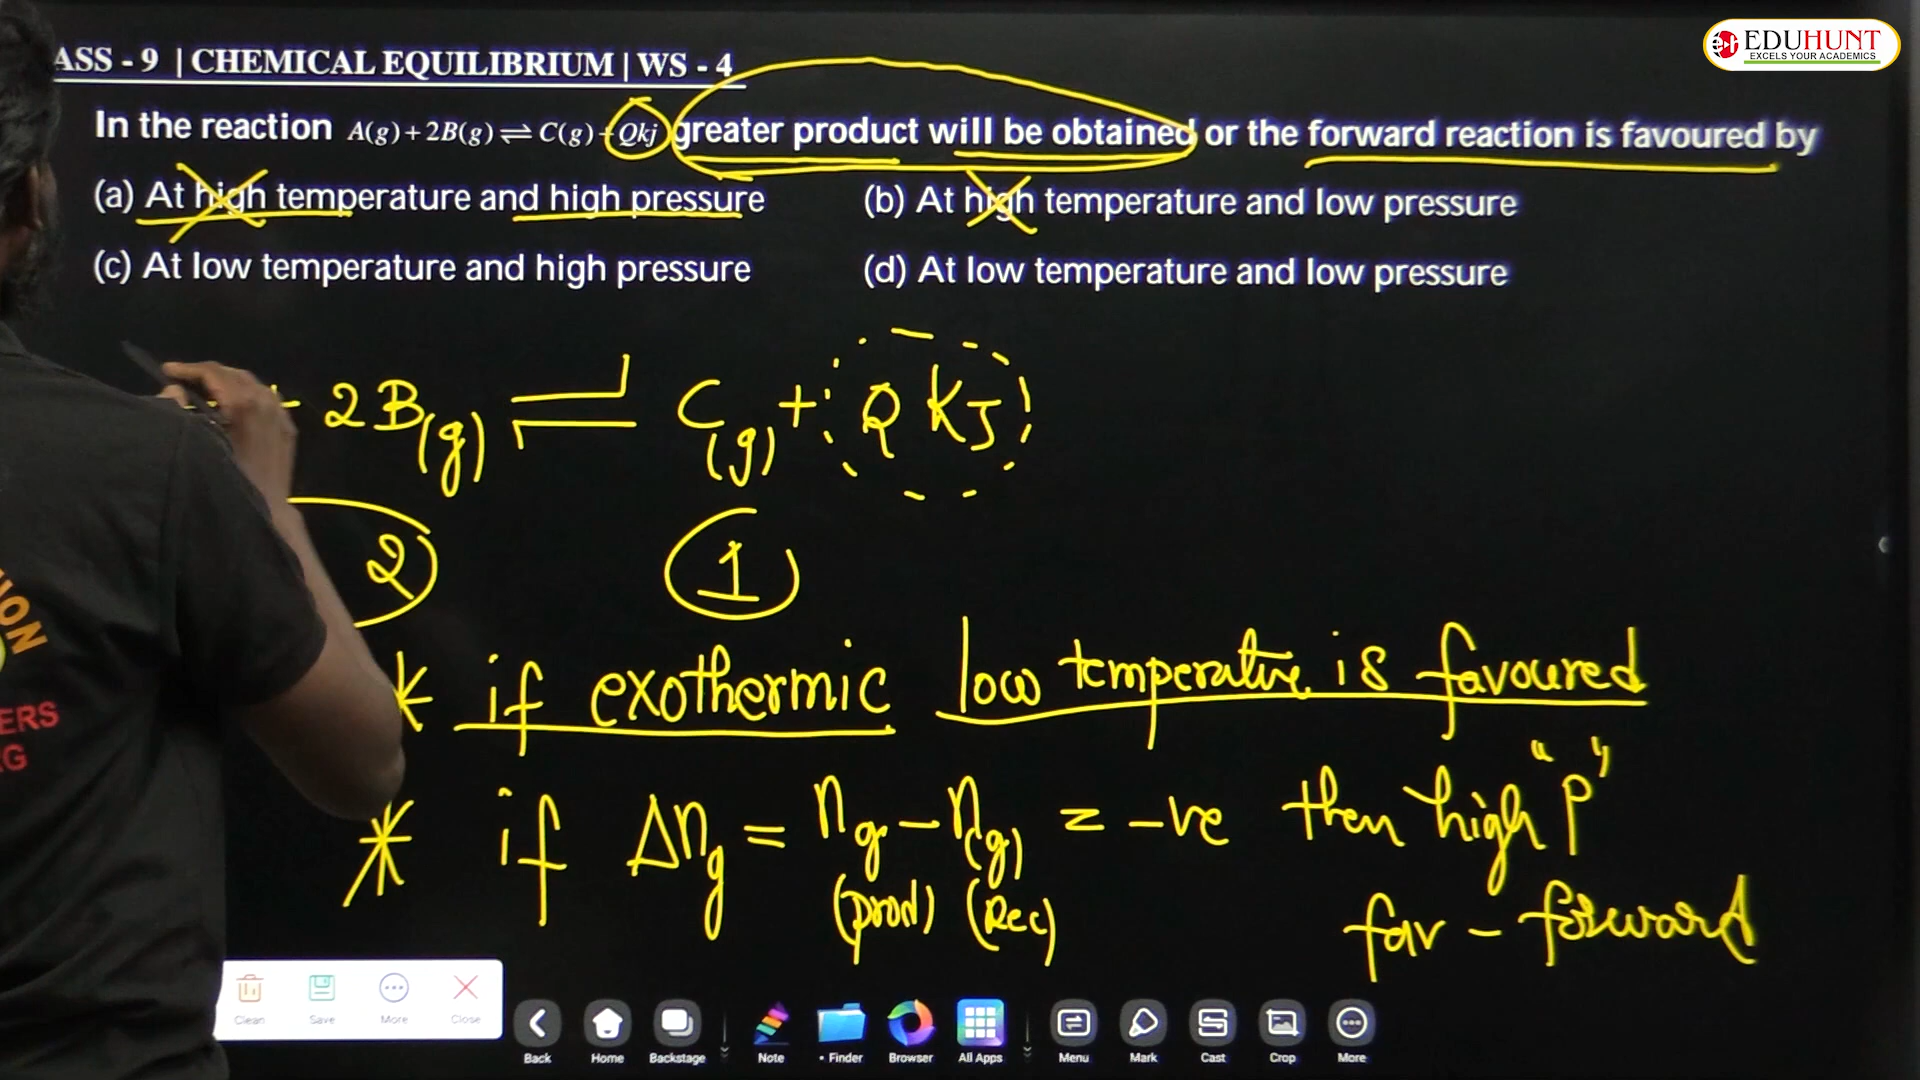 EDUHUNT
EXCELS YOUR ACADEMICS
ASS - 9 | CHEMICAL EQUILIBRIUM | WS - 4
In the reaction A(g)+2B(g)⇌C(g)+Qkj greater product will be obtained or the forward reaction is favoured by
(a) At high temperature and high pressure
(b) At high temperature and low pressure
(c) At low temperature and high pressure
(d) At low temperature and low pressure
+ 2B(g) ⇌ C(g) + Q KJ
2 1
* if exothermic low temperature is favoured
* if Δng = ng - n(g) = -ve then high "P"
(prod) (Rec) fav - forward
ION
ERS
G
Clean Save More Close
Back Home Backstage Note • Finder Browser All Apps Menu Mark Cast Crop More